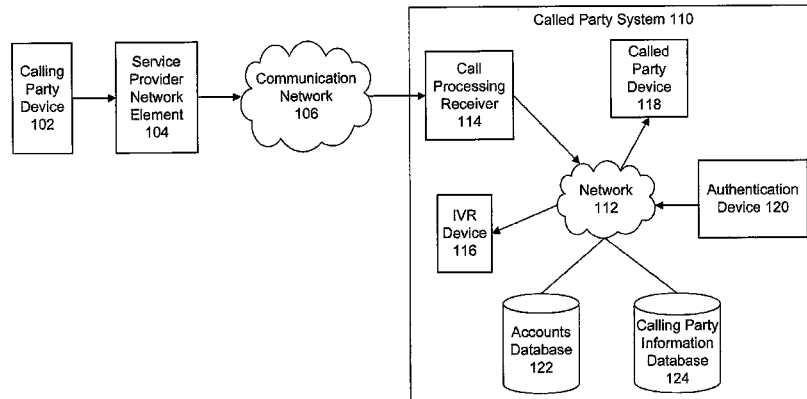 Called Party System 110
Calling
Party
Device
102
Service
Provider
Network
Element
104
Communication
Network
106
Call
Processing
Receiver
114
Called
Party
Device
118
Network
112
Authentication
Device 120
IVR
Device
116
Accounts
Database
122
Calling Party
Information
Database
124